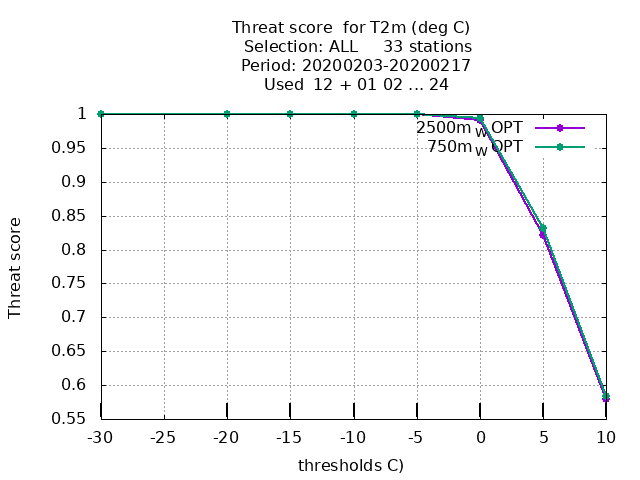 Threat score  for T2m (deg C)
Selection: ALL     33 stations
Period: 20200203-20200217
Used  12 + 01 02 ... 24
1
0.95
0.9
0.85
0.8
0.75
0.7
0.65
0.6
0.55
Threat score
2500m WOPT
750m WOPT
-30 -25 -20 -15 -10 -5 0 5 10
thresholds C)